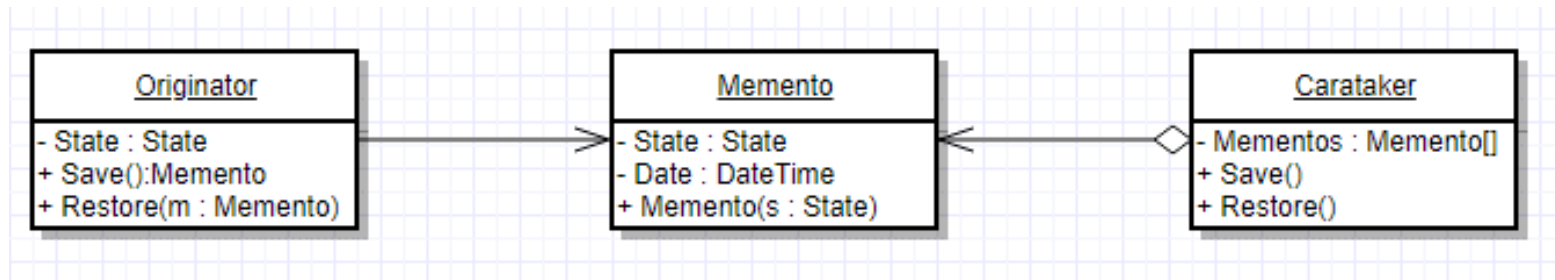 Originator
- State : State
+ Save():Memento
+ Restore(m : Memento)
Memento
- State : State
- Date : DateTime
+ Memento(s : State)
Carataker
- Mementos : Memento[]
+ Save()
+ Restore()